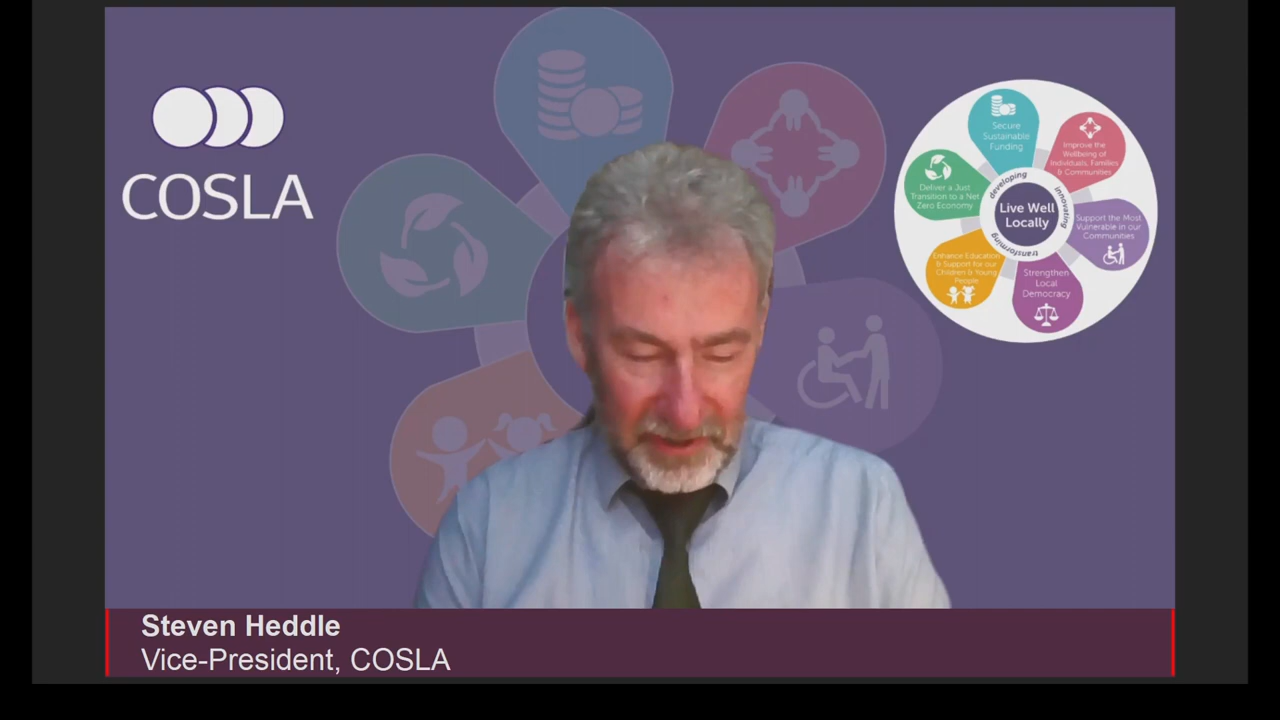 COSLA
Secure
Sustainable
Funding
Improve the
Wellbeing of
Individuals, Families
& Communities
Deliver a Just
Transition to a Net
Zero Economy
developing
innovating
transforming
Live Well
Locally
Support the Most
Vulnerable in our
Communities
Enhance Education
& Support for our
Children & Young
People
Strengthen
Local
Democracy
Steven Heddle
Vice-President, COSLA